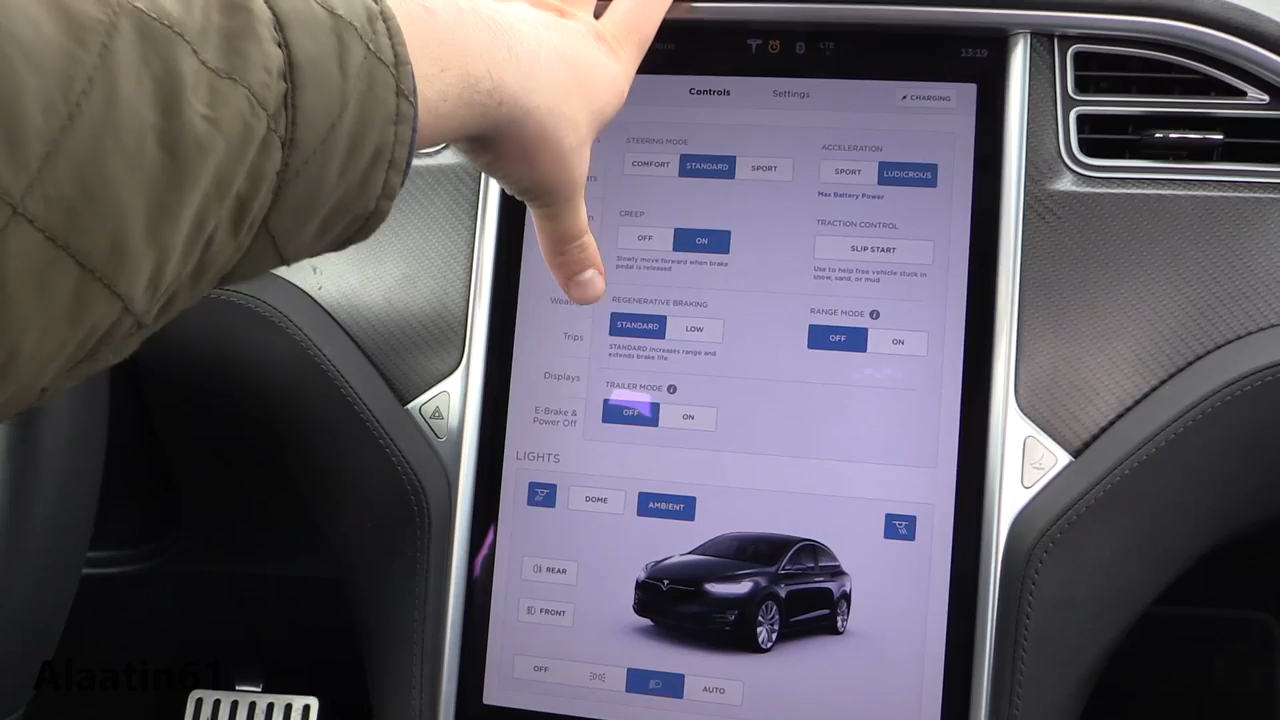 LTE
13:19
Controls
Settings
CHARGING
STEERING MODE
COMFORT
STANDARD
SPORT
ACCELERATION
SPORT
LUDICROUS
Max Battery Power
CREEP
OFF
ON
Slowly move forward when brake
pedal is released
TRACTION CONTROL
SLIP START
Use to help free vehicle stuck in
snow, sand, or mud
REGENERATIVE BRAKING
STANDARD
LOW
STANDARD increases range and
extends brake life
RANGE MODE
OFF
ON
Trips
Displays
E-Brake &
Power Off
TRAILER MODE
OFF
ON
LIGHTS
DOME
AMBIENT
REAR
FRONT
OFF
AUTO
Alaatin61